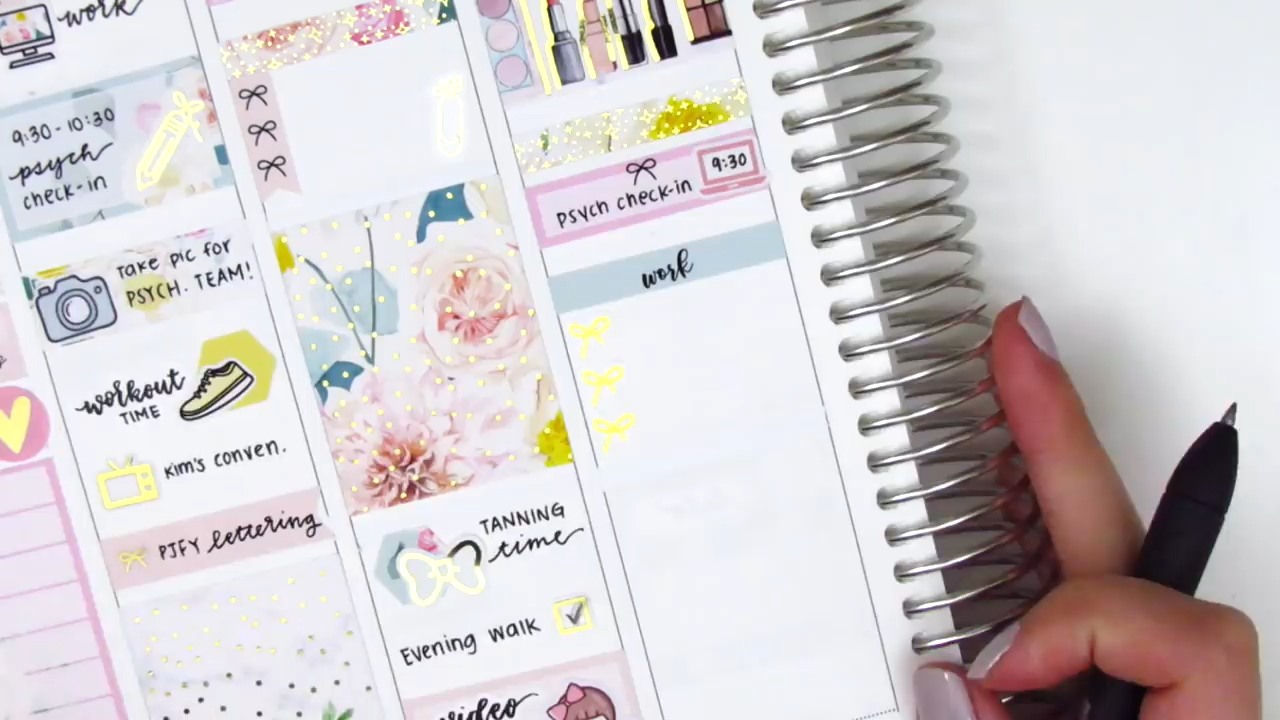 work
9:30-10:30
psych
check-in
TAKE PIC FOR
PSYCH. TEAM!
workout
TIME
Kim's conven.
PJFY lettering
TANNING
time
Evening walk
video
9:30
Psych check-in
work